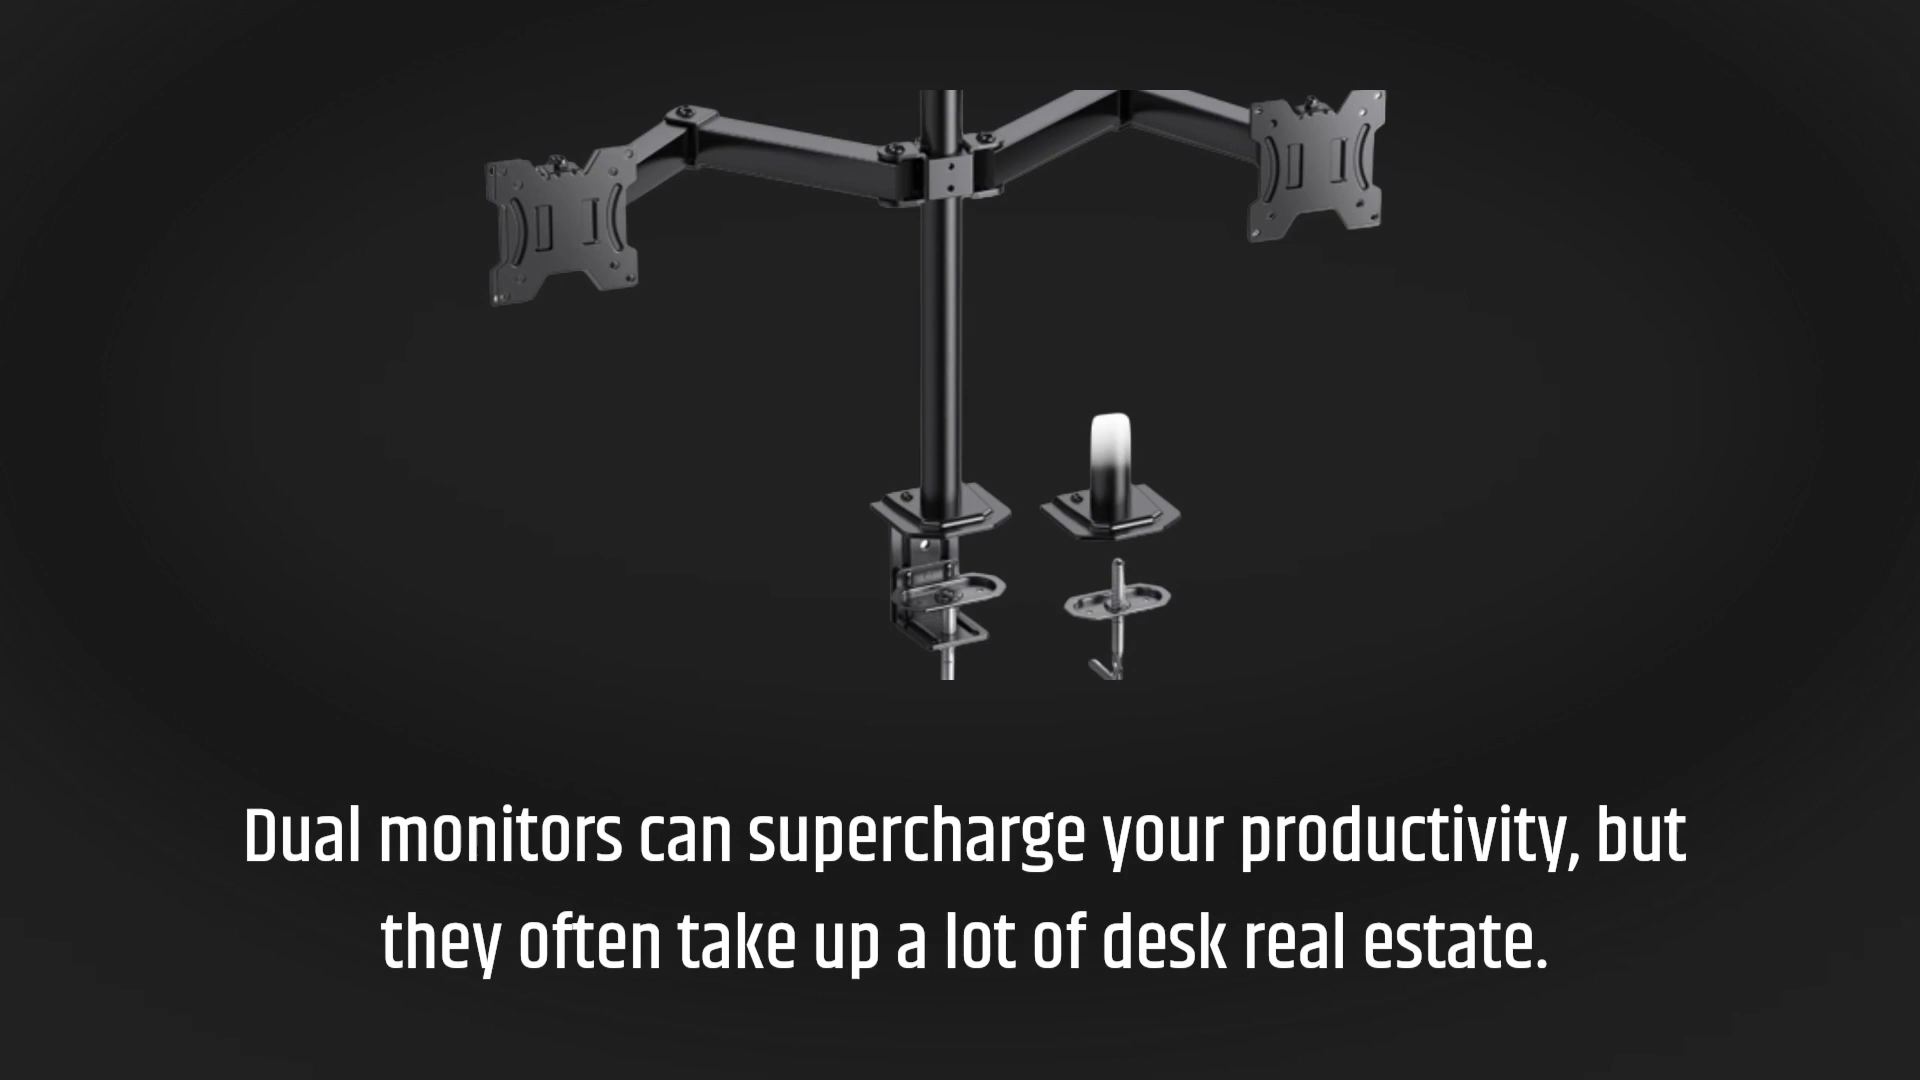 Dual monitors can supercharge your productivity, but
they often take up a lot of desk real estate.